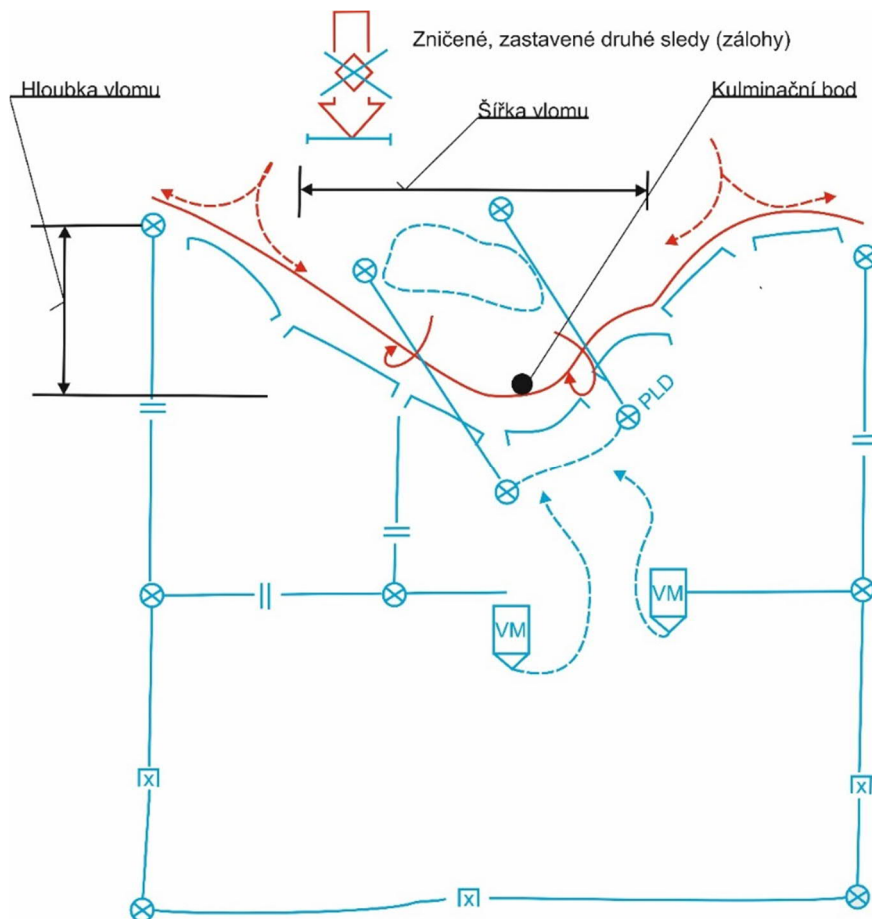 Zničené, zastavené druhé sledy (zálohy)
Hloubka vlomu
Šířka vlomu
Kulminační bod
PLD
VM
VM
x
x
x